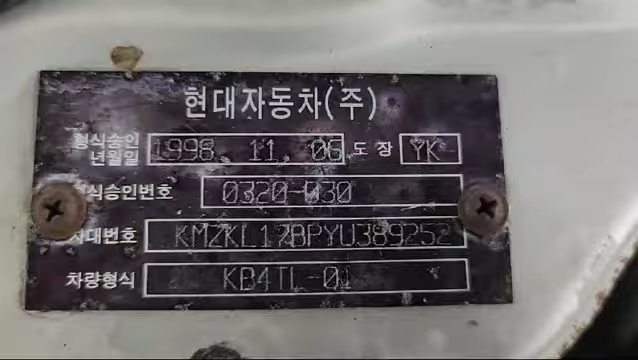 현대자동차(주)
형식승인 년월일 1998. 11. 06. 도장 YK
형식승인번호 0320-030
차대번호 KMZKL17BPYU389252
차량형식 KB4TL-01